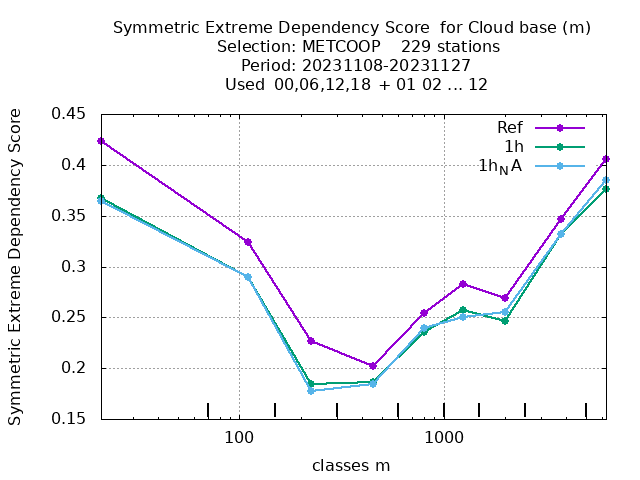 Symmetric Extreme Dependency Score for Cloud base (m)
Selection: METCOOP 229 stations
Period: 20231108-20231127
Used 00,06,12,18 + 01 02 ... 12
Symmetric Extreme Dependency Score
0.45
0.4
0.35
0.3
0.25
0.2
0.15
Ref
1h
1hNA
100 1000
classes m